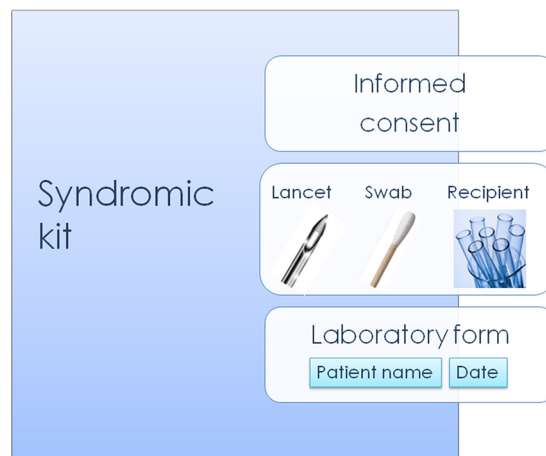 Informed
consent
Syndromic
kit
Lancet Swab Recipient
Laboratory form
Patient name Date